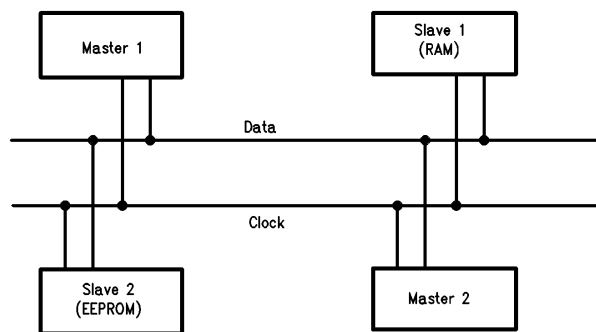 Master 1
Slave 1
(RAM)
Data
Clock
Slave 2
(EEPROM)
Master 2